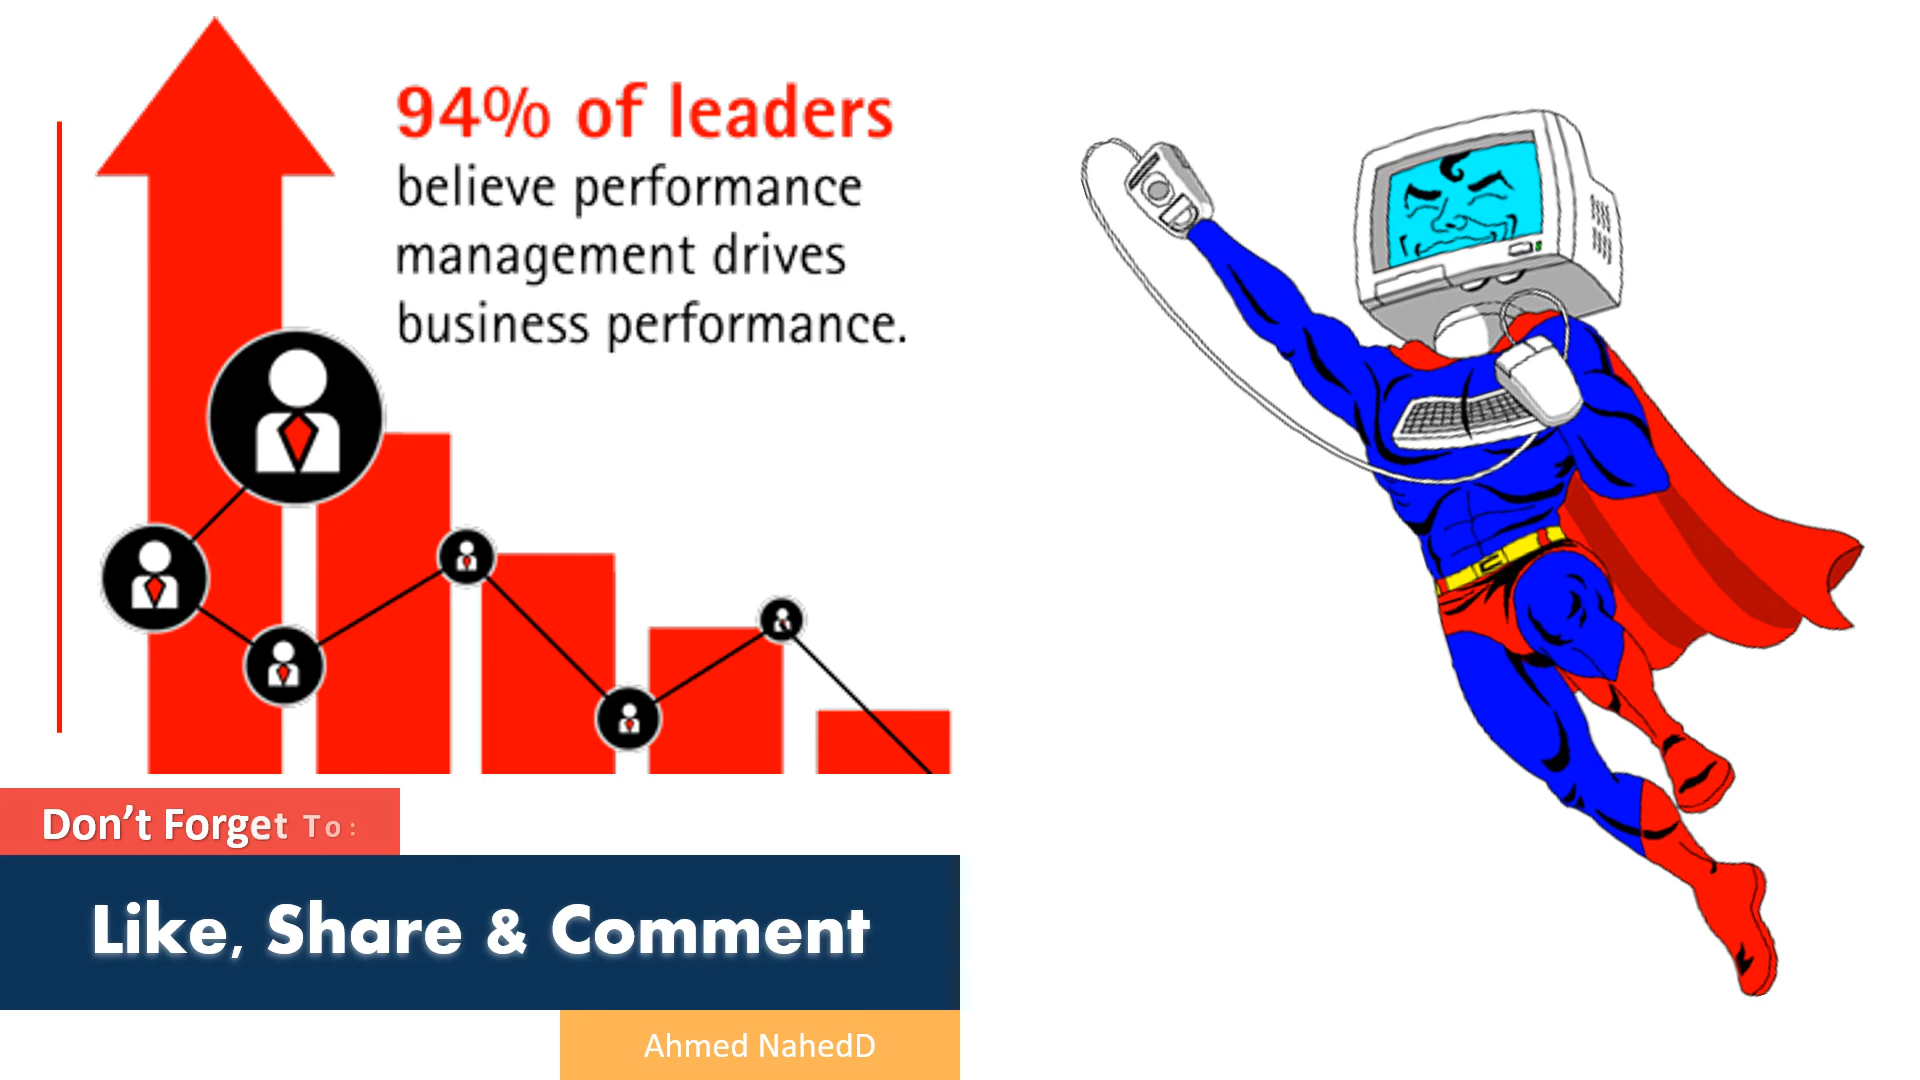 94% of leaders
believe performance
management drives
business performance.
Don't Forget To:
Like, Share & Comment
Ahmed NahedD